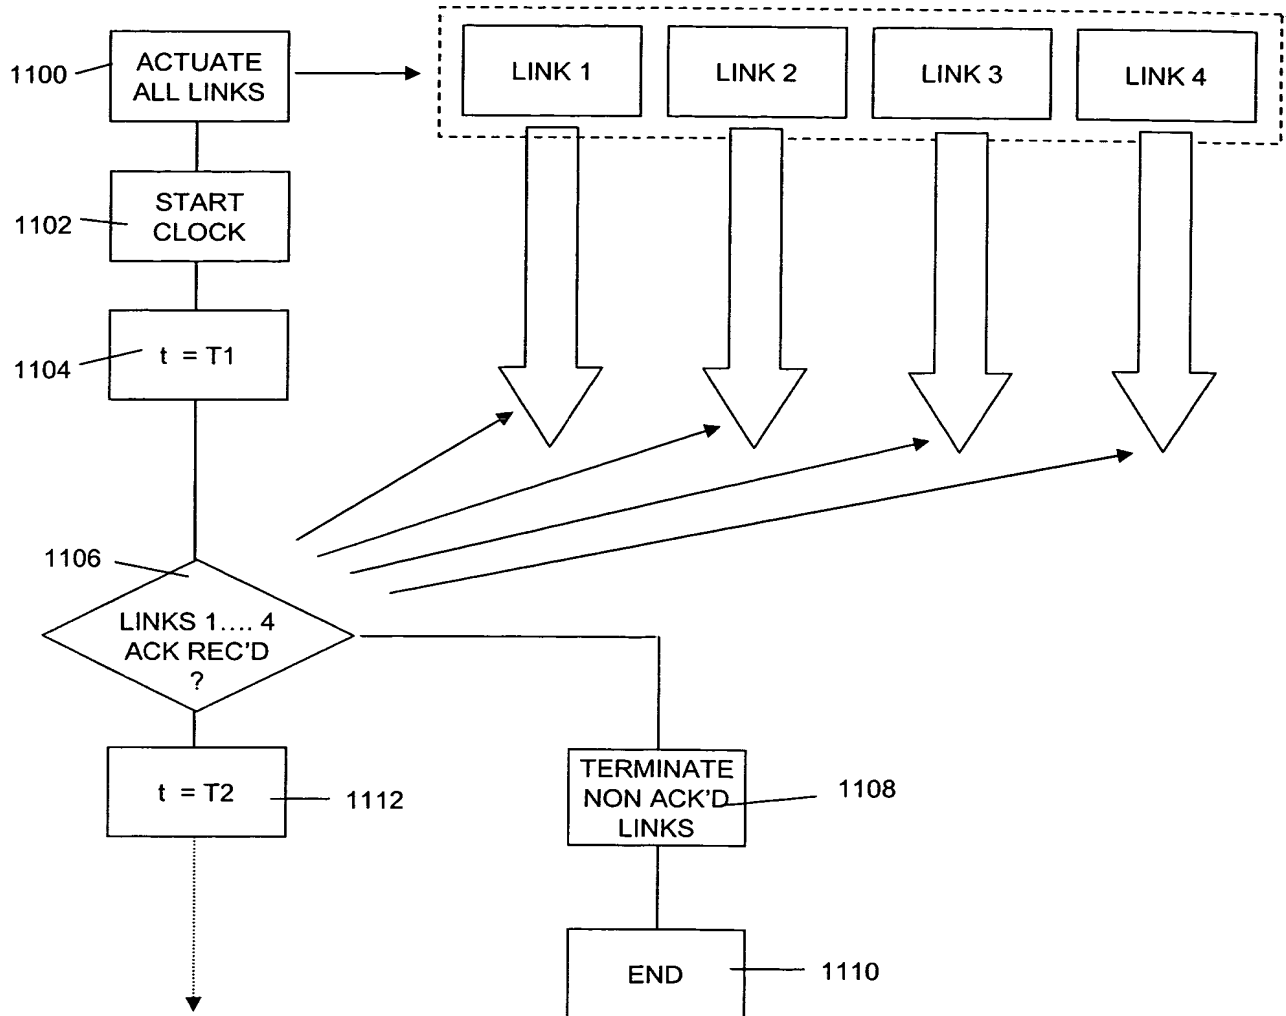 1100
ACTUATE
ALL LINKS
LINK 1
LINK 2
LINK 3
LINK 4
1102
START
CLOCK
1104
t = T1
1106
LINKS 1.... 4
ACK REC'D
?
t = T2
1112
TERMINATE
NON ACK'D
LINKS
1108
END
1110